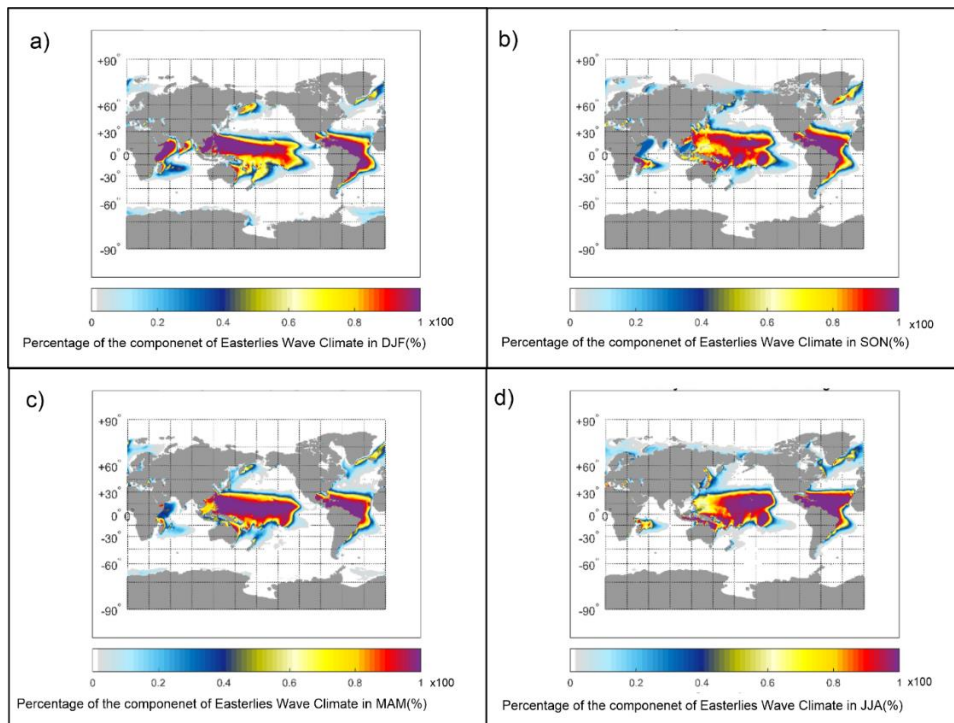 a)
+90°
+60°
+30°
0
-30°
-60°
-90°
0 0.2 0.4 0.6 0.8 1 x100
Percentage of the componenet of Easterlies Wave Climate in DJF(%)
b)
+90°
+60°
+30°
0
-30°
-60°
-90°
0 0.2 0.4 0.6 0.8 1 x100
Percentage of the componenet of Easterlies Wave Climate in SON(%)
c)
+90°
+60°
+30°
0°
-30°
-60°
-90°
0 0.2 0.4 0.6 0.8 1 x100
Percentage of the componenet of Easterlies Wave Climate in MAM(%)
d)
+90°
+60°
+30°
0°
-30°
-60°
-90°
0 0.2 0.4 0.6 0.8 1 x100
Percentage of the componenet of Easterlies Wave Climate in JJA(%)